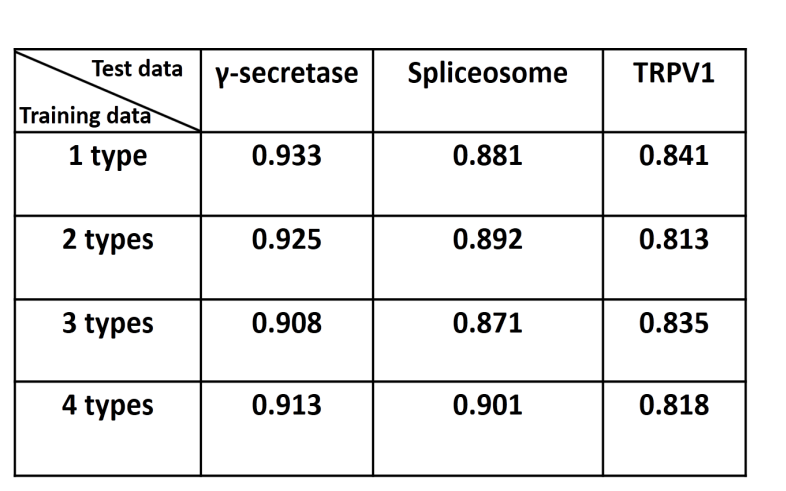 Test data γ-secretase Spliceosome TRPV1
Training data
1 type 0.933 0.881 0.841
2 types 0.925 0.892 0.813
3 types 0.908 0.871 0.835
4 types 0.913 0.901 0.818